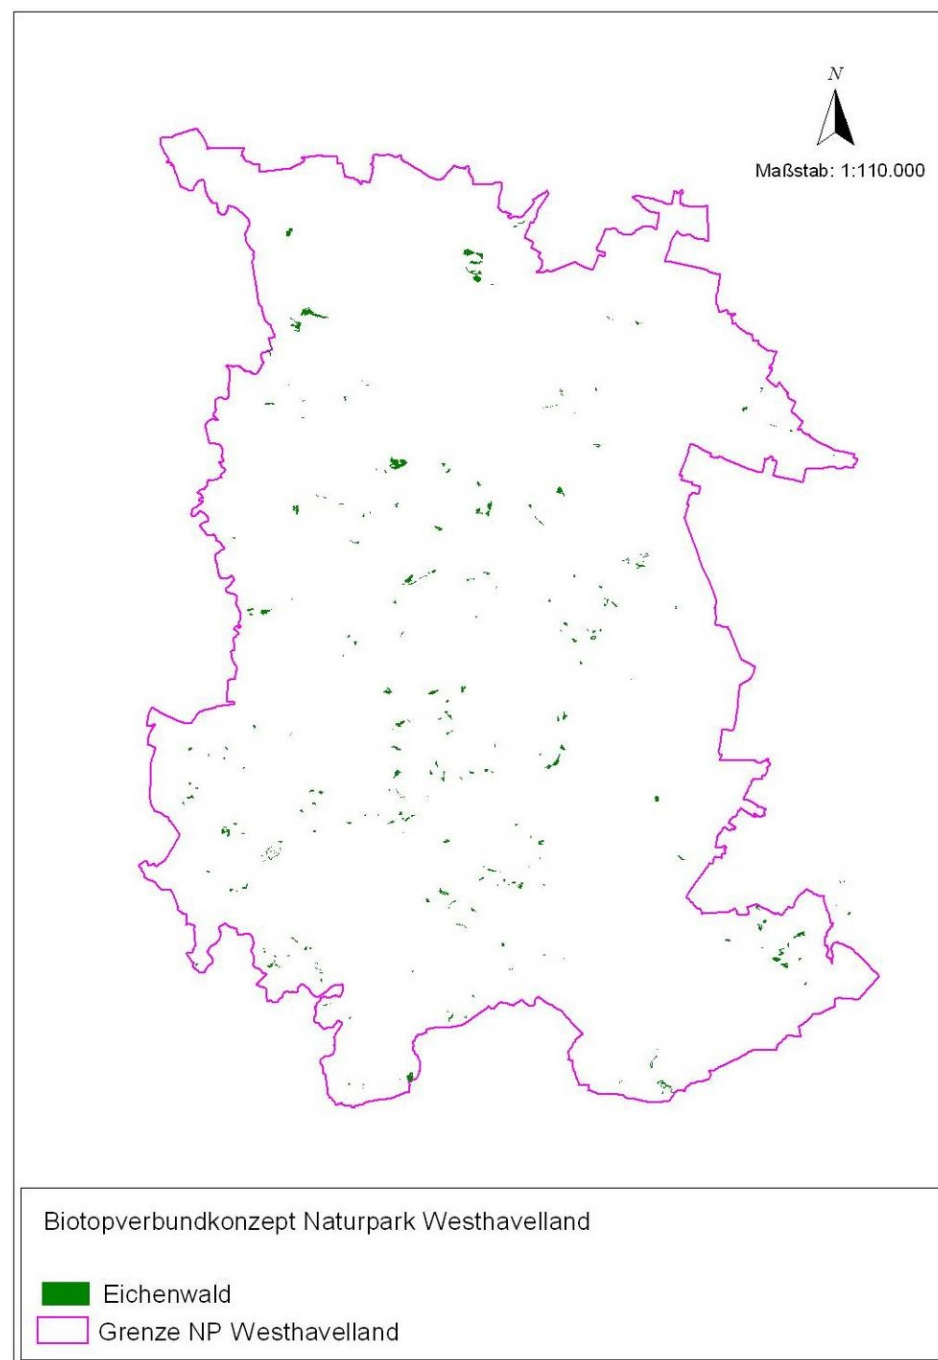 N
Maßstab: 1:110.000
Biotopverbundkonzept Naturpark Westhavelland
Eichenwald
Grenze NP Westhavelland